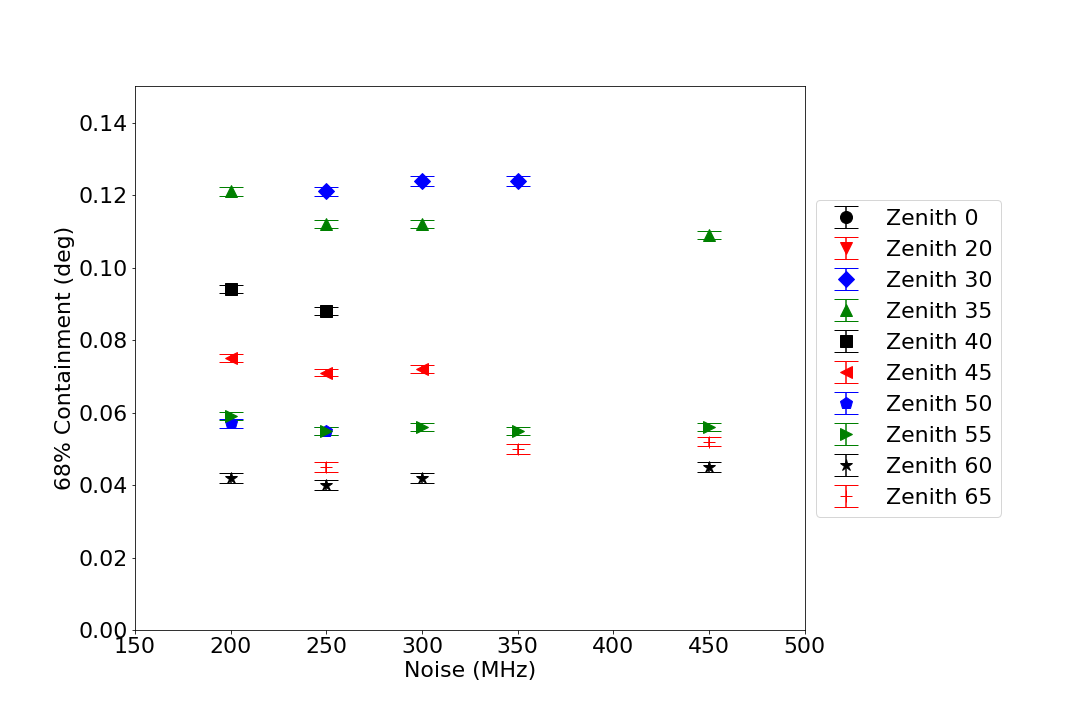 0.14
0.12
0.10
0.08
0.06
0.04
0.02
0.00
68% Containment (deg)
150 200 250 300 350 400 450 500
Noise (MHz)
Zenith 0
Zenith 20
Zenith 30
Zenith 35
Zenith 40
Zenith 45
Zenith 50
Zenith 55
Zenith 60
Zenith 65